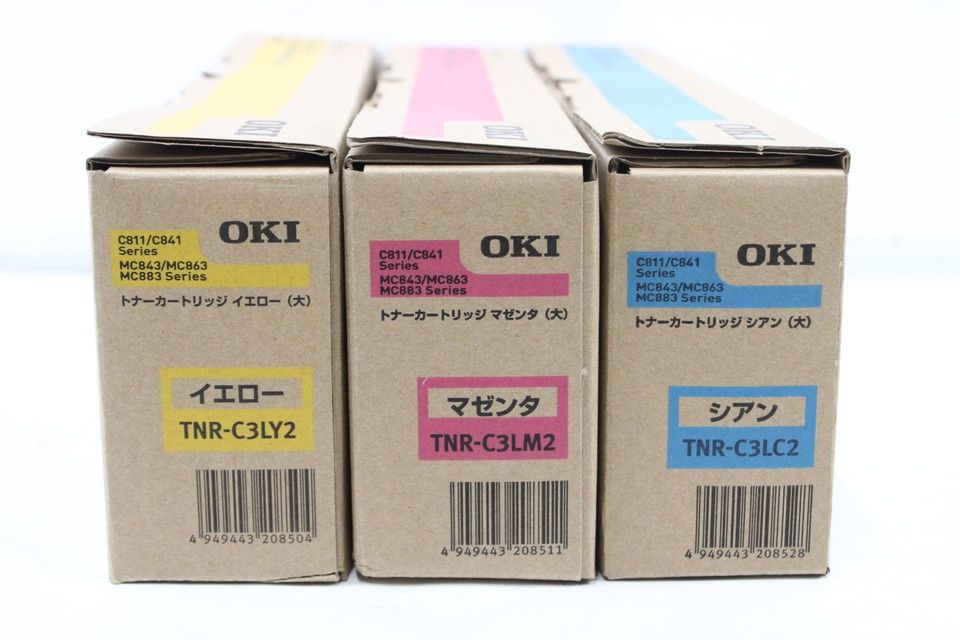 OKI
OKI
C811/C841
Series
MC843/MC863
MC883 Series
トナーカートリッジ イエロー（大）
イエロー
TNR-C3LY2
4 949443 208504
OKI
OKI
C811/C841
Series
MC843/MC863
MC883 Series
トナーカートリッジ マゼンタ（大）
マゼンタ
TNR-C3LM2
4 949443 208511
OKI
OKI
C811/C841
Series
MC843/MC863
MC883 Series
トナーカートリッジ シアン（大）
シアン
TNR-C3LC2
4 949443 208528